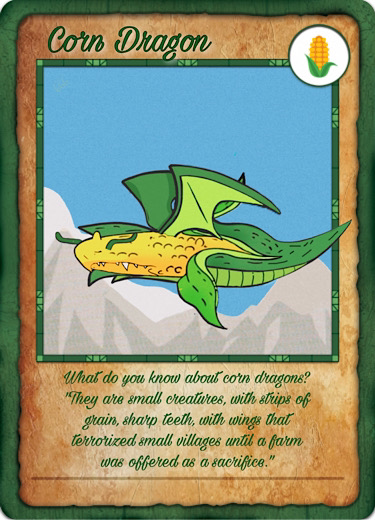 Corn Dragon
What do you know about corn dragons?
"They are small creatures, with strips of
grain, sharp teeth, with wings that
terrorized small villages until a farm
was offered as a sacrifice."